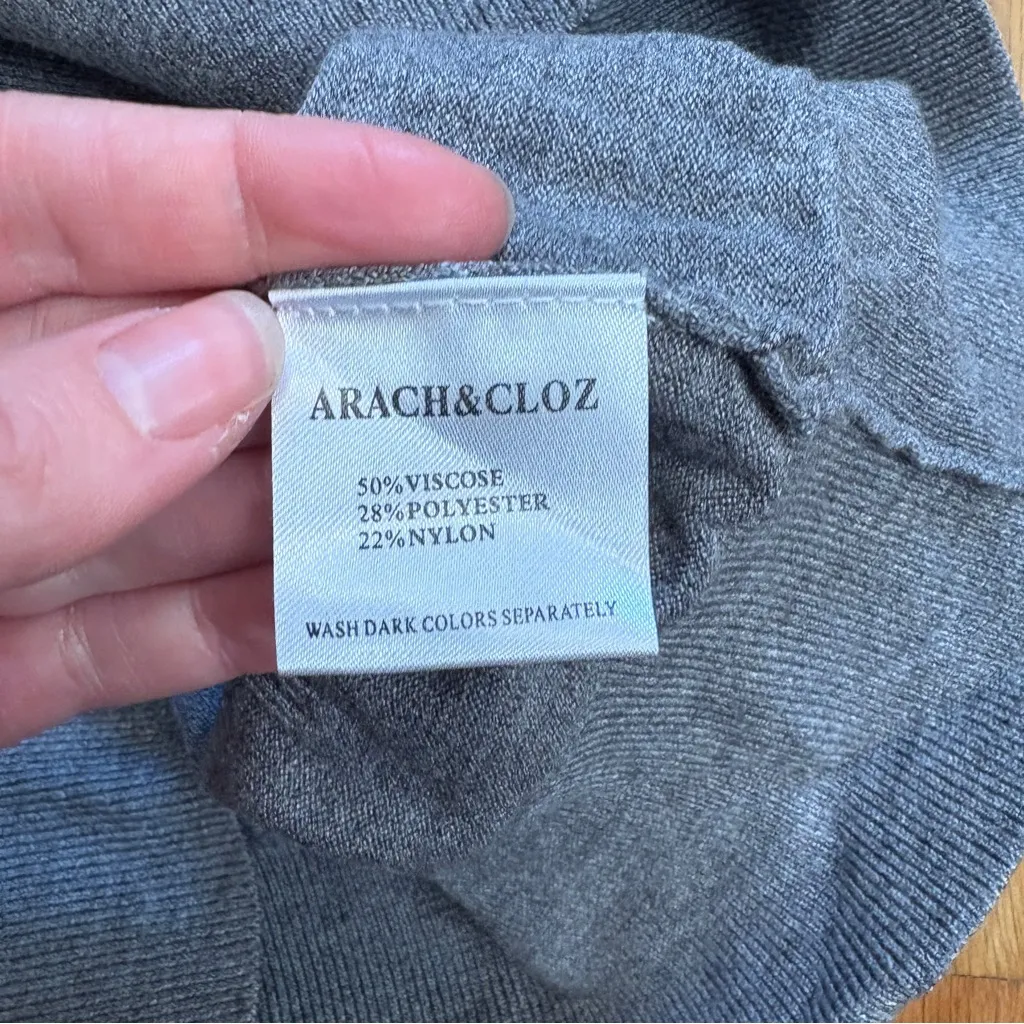 ARACH&CLOZ
50%VISCOSE
28%POLYESTER
22%NYLON
WASH DARK COLORS SEPARATELY